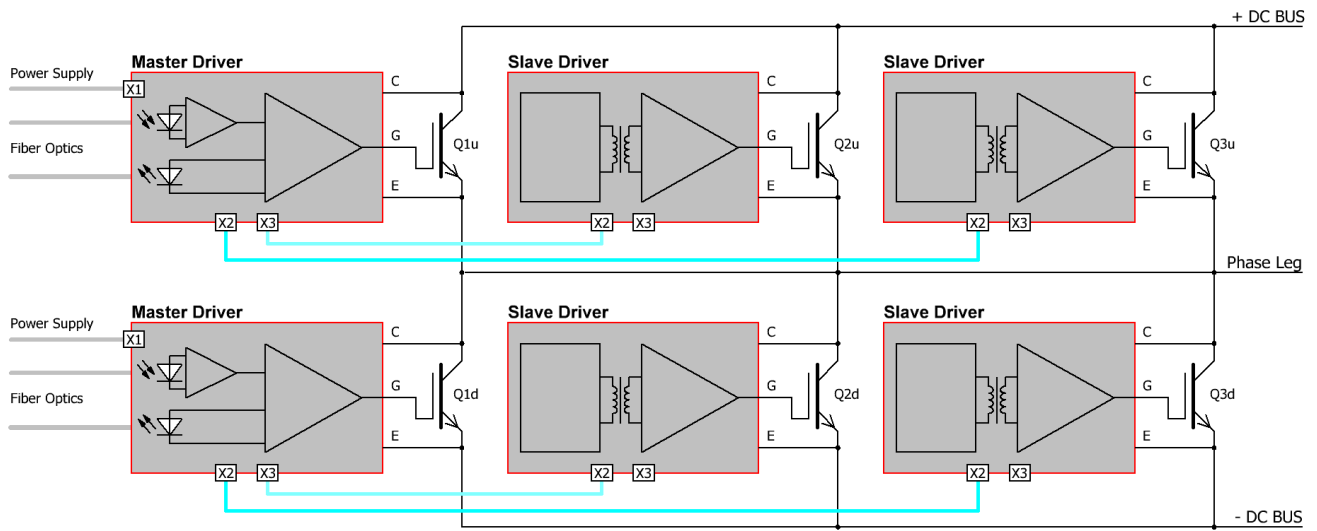 + DC BUS
Master Driver
Slave Driver
Slave Driver
Power Supply
X1
C
C
C
Fiber Optics
G
Q1u
G
Q2u
G
Q3u
E
E
E
X2
X3
X2
X3
X2
X3
Phase Leg
Master Driver
Slave Driver
Slave Driver
Power Supply
X1
C
C
C
Fiber Optics
G
Q1d
G
Q2d
G
Q3d
E
E
E
X2
X3
X2
X3
X2
X3
- DC BUS